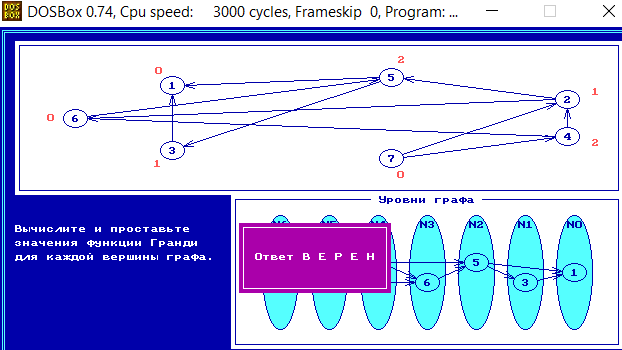 DOS
BOX
DOSBox 0.74, Cpu speed: 3000 cycles, Frameskip 0, Program: ...
0
1
2
5
2
1
0
6
4
2
3
1
7
0
Уровни графа
Вычислите и проставьте
значения функции Гранди
для каждой вершины графа.
N3 N2 N1 N0
Ответ В Е Р Е Н
6 5 3 1